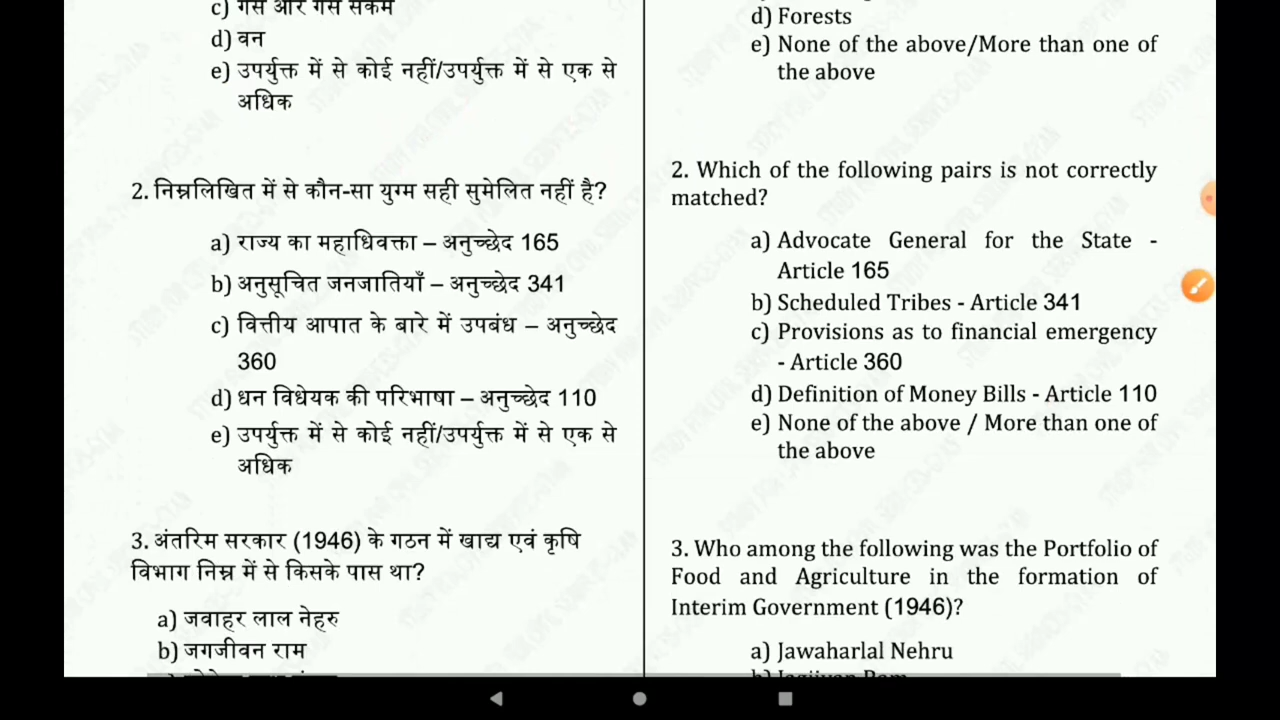 c) गैस और गैस संकर्म
d) वन
e) उपर्युक्त में से कोई नहीं/उपर्युक्त में से एक से
अधिक
2. निम्नलिखित में से कौन-सा युग्म सही सुमेलित नहीं है?
a) राज्य का महाधिवक्ता – अनुच्छेद 165
b) अनुसूचित जनजातियाँ – अनुच्छेद 341
c) वित्तीय आपात के बारे में उपबंध – अनुच्छेद
360
d) धन विधेयक की परिभाषा – अनुच्छेद 110
e) उपर्युक्त में से कोई नहीं/उपर्युक्त में से एक से
अधिक
3. अंतरिम सरकार (1946) के गठन में खाद्य एवं कृषि
विभाग निम्न में से किसके पास था?
a) जवाहर लाल नेहरु
b) जगजीवन राम
d) Forests
e) None of the above/More than one of
the above
2. Which of the following pairs is not correctly
matched?
a) Advocate General for the State -
Article 165
b) Scheduled Tribes - Article 341
c) Provisions as to financial emergency
- Article 360
d) Definition of Money Bills - Article 110
e) None of the above / More than one of
the above
3. Who among the following was the Portfolio of
Food and Agriculture in the formation of
Interim Government (1946)?
a) Jawaharlal Nehru
b) Jagjivan Ram